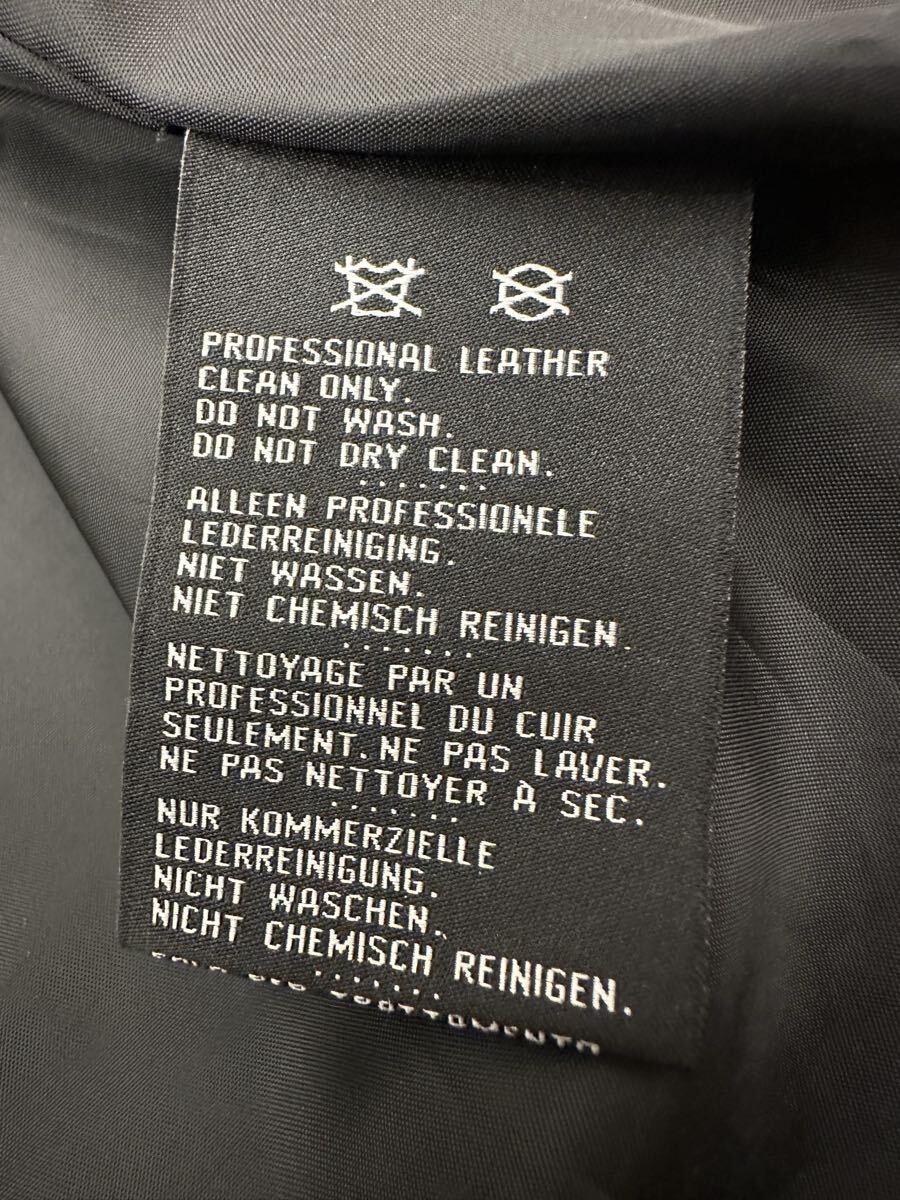 PROFESSIONAL LEATHER
CLEAN ONLY.
DO NOT WASH.
DO NOT DRY CLEAN.
ALLEEN PROFESSIONELE
LEDERREINIGING.
NIET WASSEN.
NIET CHEMISCH REINIGEN.
NETTOYAGE PAR UN
PROFESSIONNEL DU CUIR
SEULEMENT. NE PAS LAVER.
NE PAS NETTOYER À SEC.
NUR KOMMERZIELLE
LEDERREINIGUNG.
NICHT WASCHEN.
NICHT CHEMISCH REINIGEN.